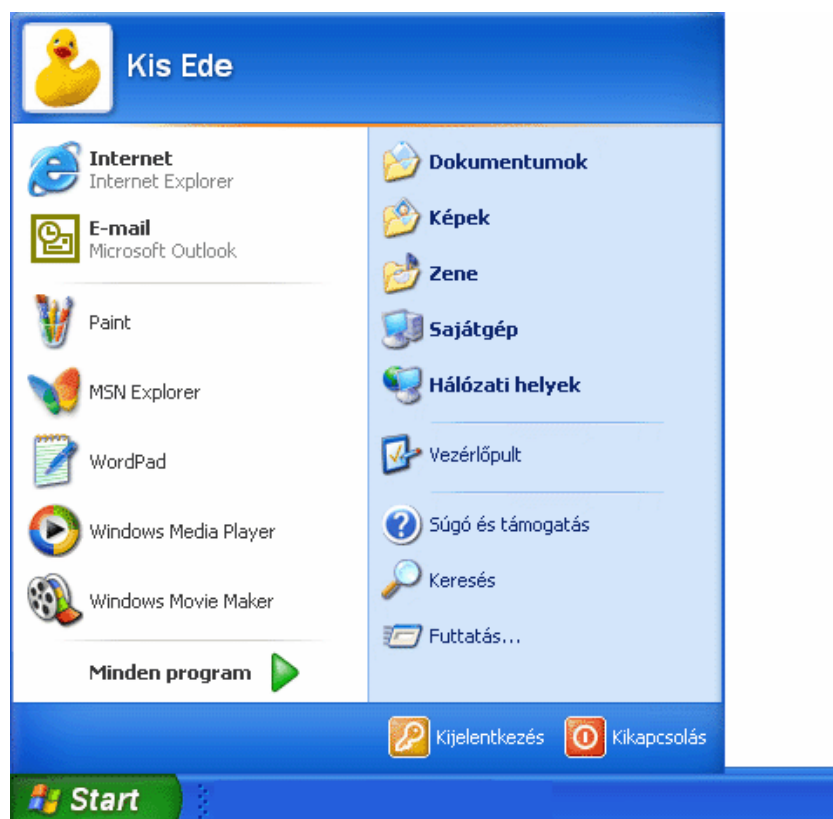 Kis Ede
Internet
Internet Explorer
E-mail
Microsoft Outlook
Paint
MSN Explorer
WordPad
Windows Media Player
Windows Movie Maker
Minden program
Dokumentumok
Képek
Zene
Sajátgép
Hálózati helyek
Vezérlőpult
Súgó és támogatás
Keresés
Futtatás...
Kijelentkezés
Kikapcsolás
Start